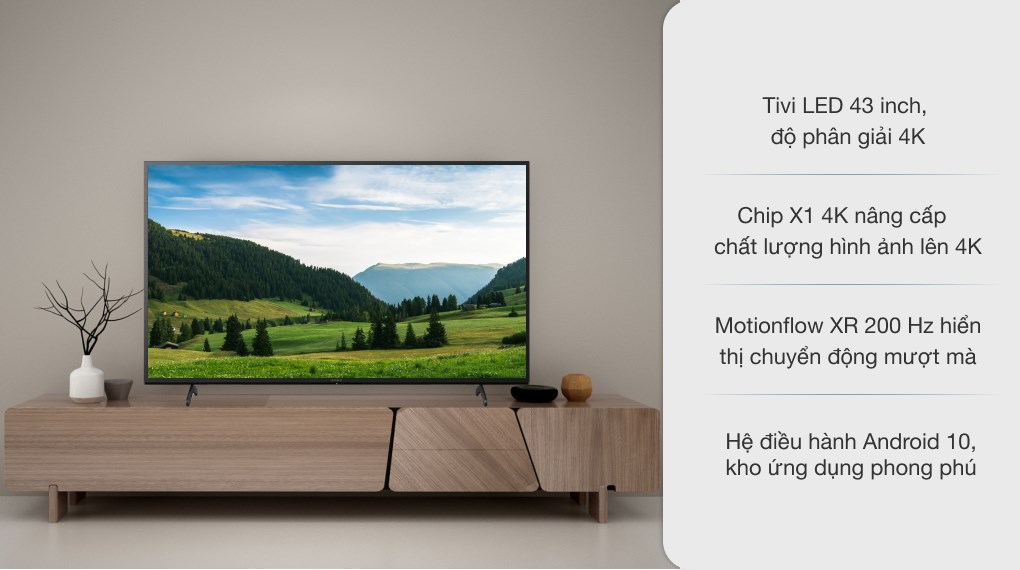 Tivi LED 43 inch,
độ phân giải 4K
Chip X1 4K nâng cấp
chất lượng hình ảnh lên 4K
Motionflow XR 200 Hz hiển
thị chuyển động mượt mà
Hệ điều hành Android 10,
kho ứng dụng phong phú